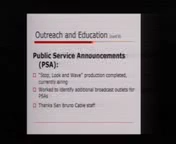 Outreach and Education (cont'd)
Public Service Announcements
(PSA):
"Stop, Look and Wave" production completed,
currently airing
Worked to identify additional broadcast outlets for
PSAs
Thanks San Bruno Cable staff